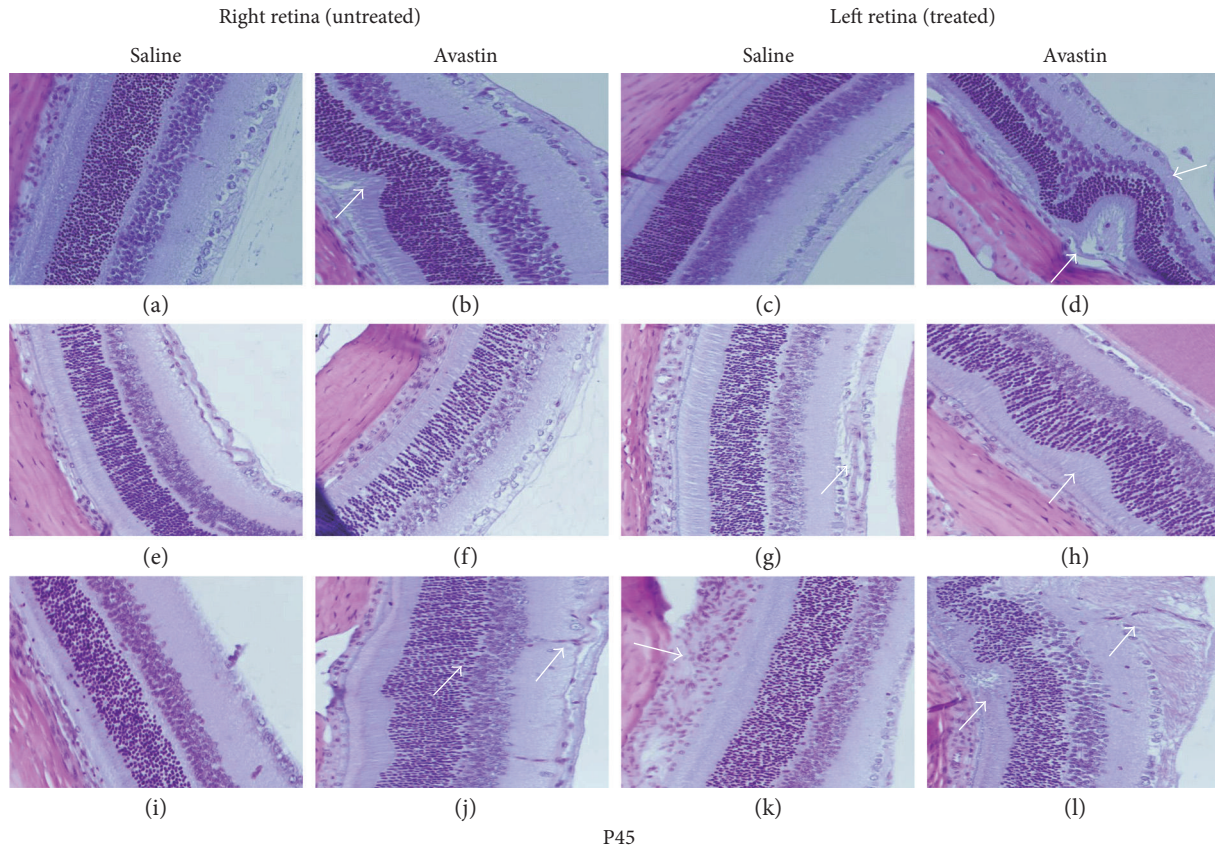 Right retina (untreated) Left retina (treated)
Saline Avastin Saline Avastin
(a) (b) (c) (d)
(e) (f) (g) (h)
(i) (j) (k) (l)
P45